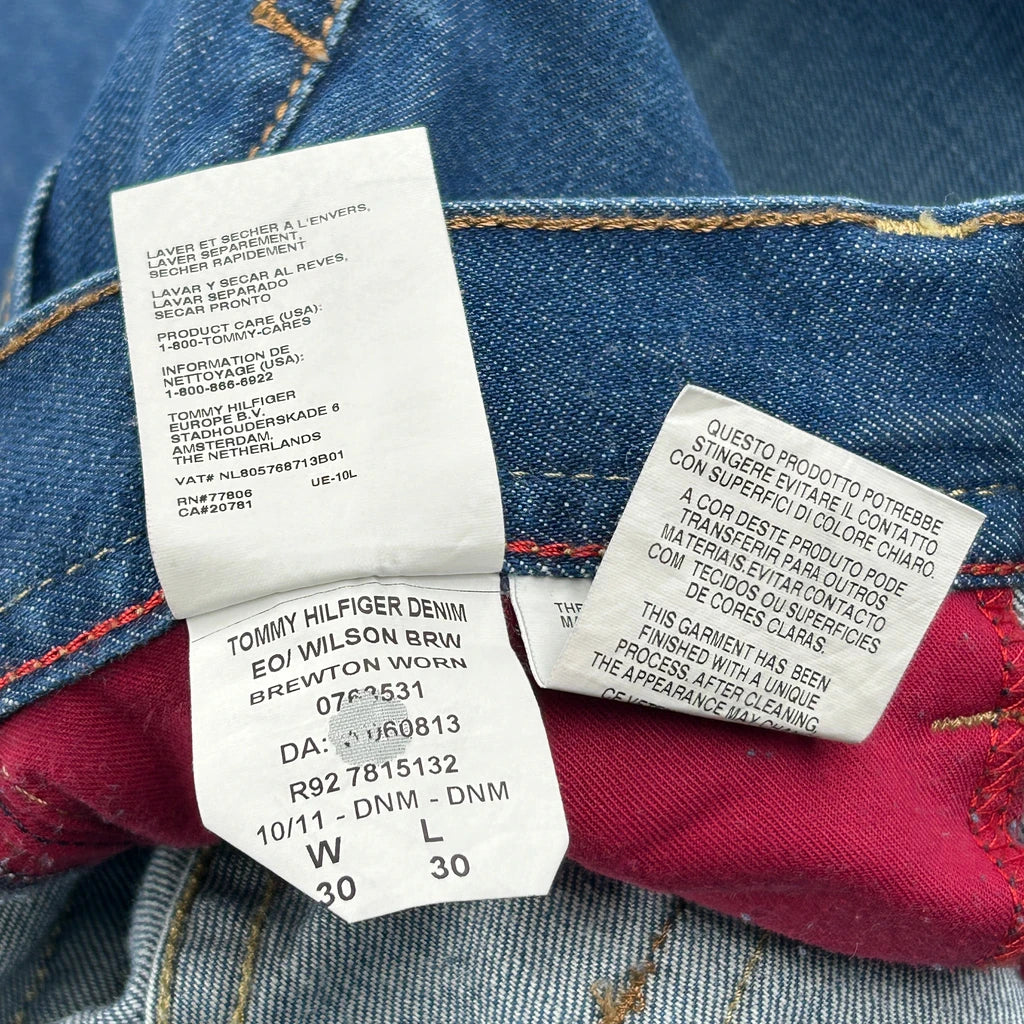 LAVER ET SECHER A L'ENVERS,
LAVER SEPAREMENT,
SECHER RAPIDEMENT
LAVAR Y SECAR AL REVES,
LAVAR SEPARADO
SECAR PRONTO
PRODUCT CARE (USA):
1-800-TOMMY-CARES
INFORMATION DE
NETTOYAGE (USA):
1-800-866-6922
TOMMY HILFIGER
EUROPE B.V.
STADHOUDERSKADE 6
AMSTERDAM,
THE NETHERLANDS
VAT# NL805768713B01
RN#77806 UE-10L
CA#20781
TOMMY HILFIGER DENIM
EO/ WILSON BRW
BREWTON WORN
DA:
R92 7815132
10/11 - DNM - DNM
W L
30 30
THE
QUESTO PRODOTTO POTREBBE
STINGERE EVITARE IL CONTATTO
CON SUPERFICI DI COLORE CHIARO.
A COR DESTE PRODUTO PODE
TRANSFERIR PARA OUTROS
MATERIAIS.EVITAR CONTACTO
COM TECIDOS OU SUPERFICIES
DE CORES CLARAS.
THIS GARMENT HAS BEEN
FINISHED WITH A UNIQUE
PROCESS. AFTER CLEANING,
THE APPEARANCE MAY